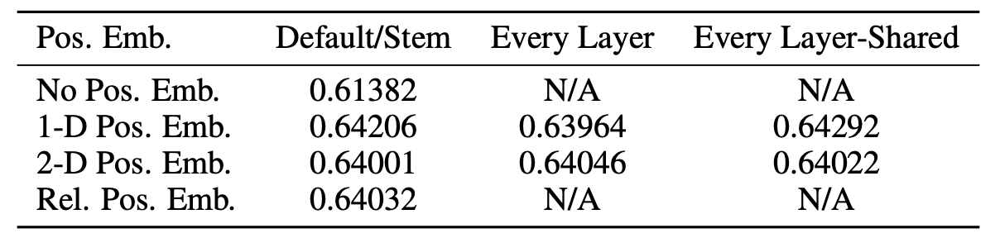 Pos. Emb. Default/Stem Every Layer Every Layer-Shared
No Pos. Emb. 0.61382 N/A N/A
1-D Pos. Emb. 0.64206 0.63964 0.64292
2-D Pos. Emb. 0.64001 0.64046 0.64022
Rel. Pos. Emb. 0.64032 N/A N/A